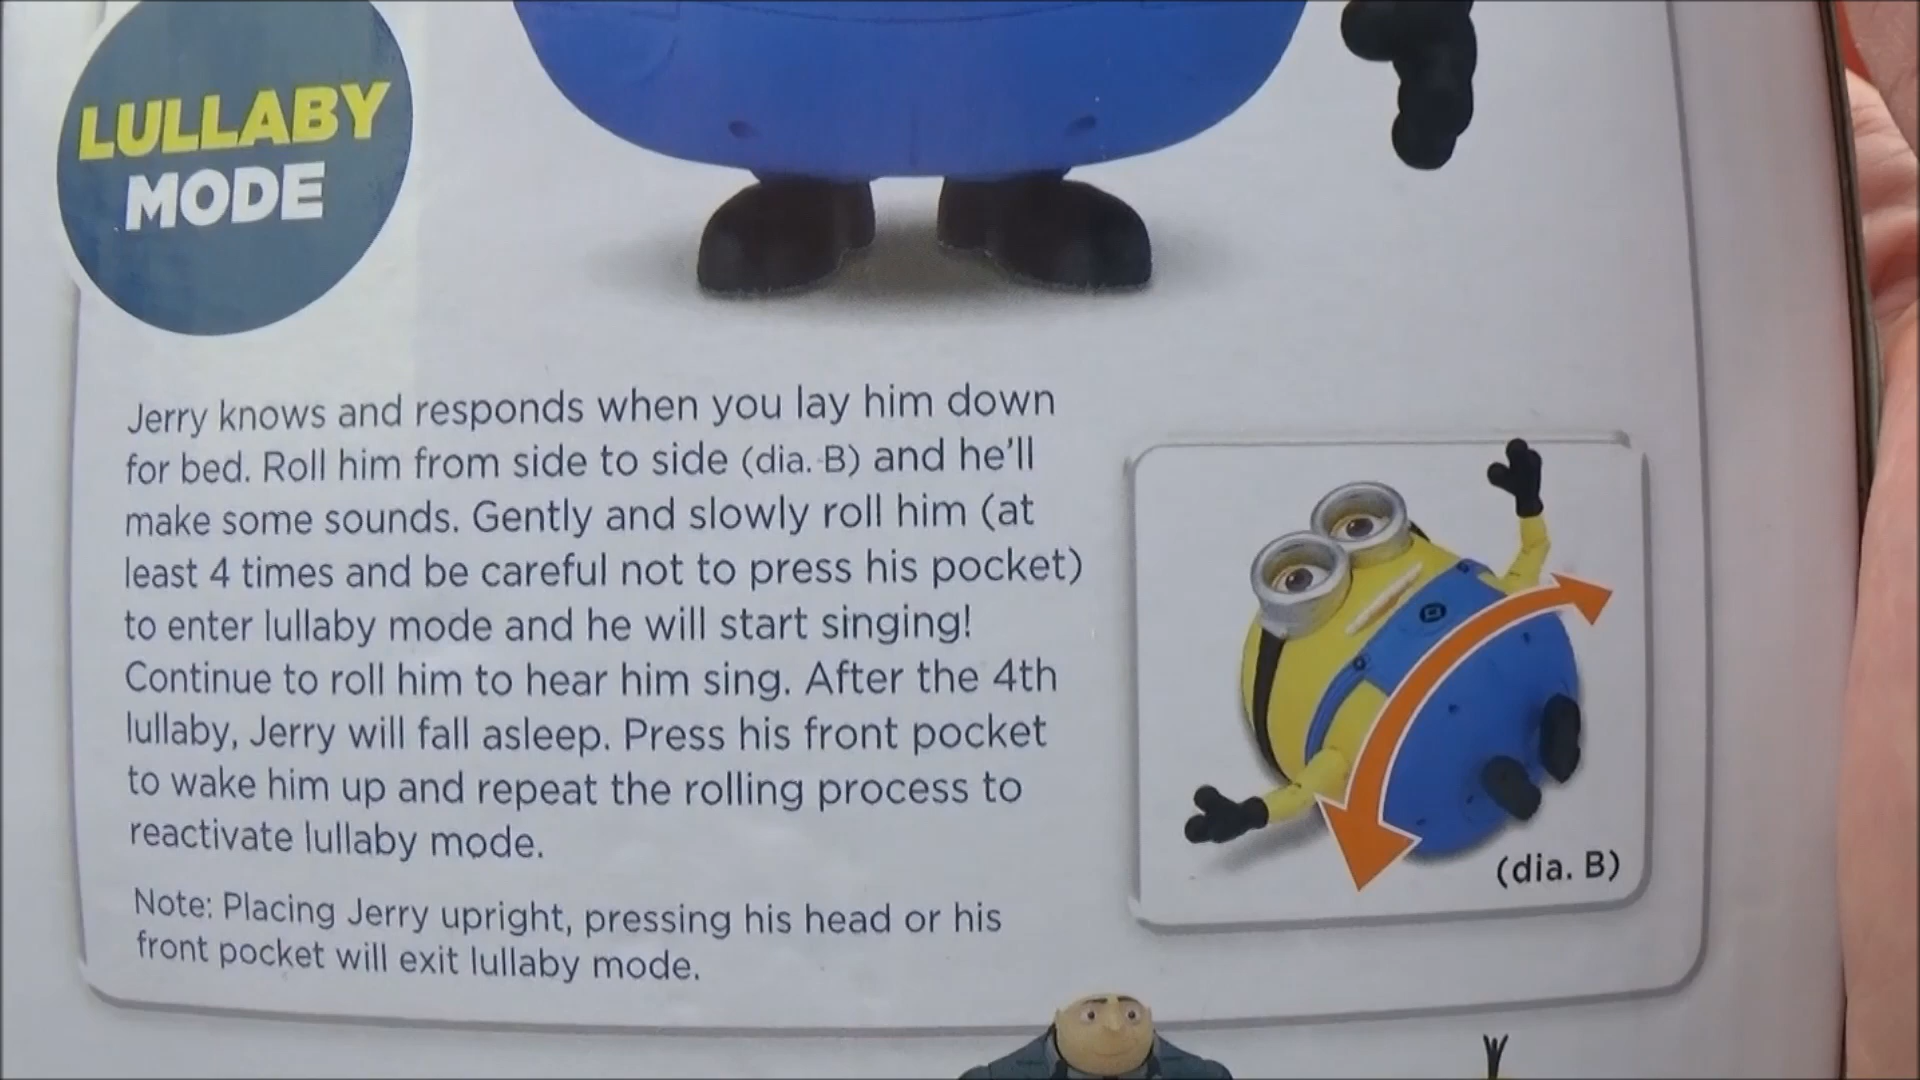 LULLABY
MODE
Jerry knows and responds when you lay him down
for bed. Roll him from side to side (dia. B) and he'll
make some sounds. Gently and slowly roll him (at
least 4 times and be careful not to press his pocket)
to enter lullaby mode and he will start singing!
Continue to roll him to hear him sing. After the 4th
lullaby, Jerry will fall asleep. Press his front pocket
to wake him up and repeat the rolling process to
reactivate lullaby mode.
Note: Placing Jerry upright, pressing his head or his
front pocket will exit lullaby mode.
(dia. B)